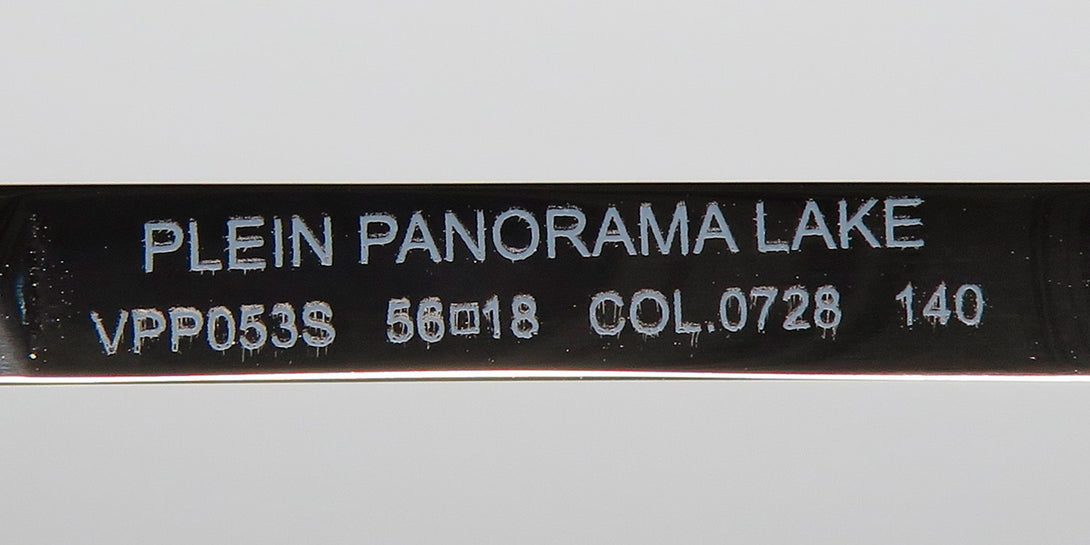 PLEIN PANORAMA LAKE
VPP053S 56□18 COL.0728 140